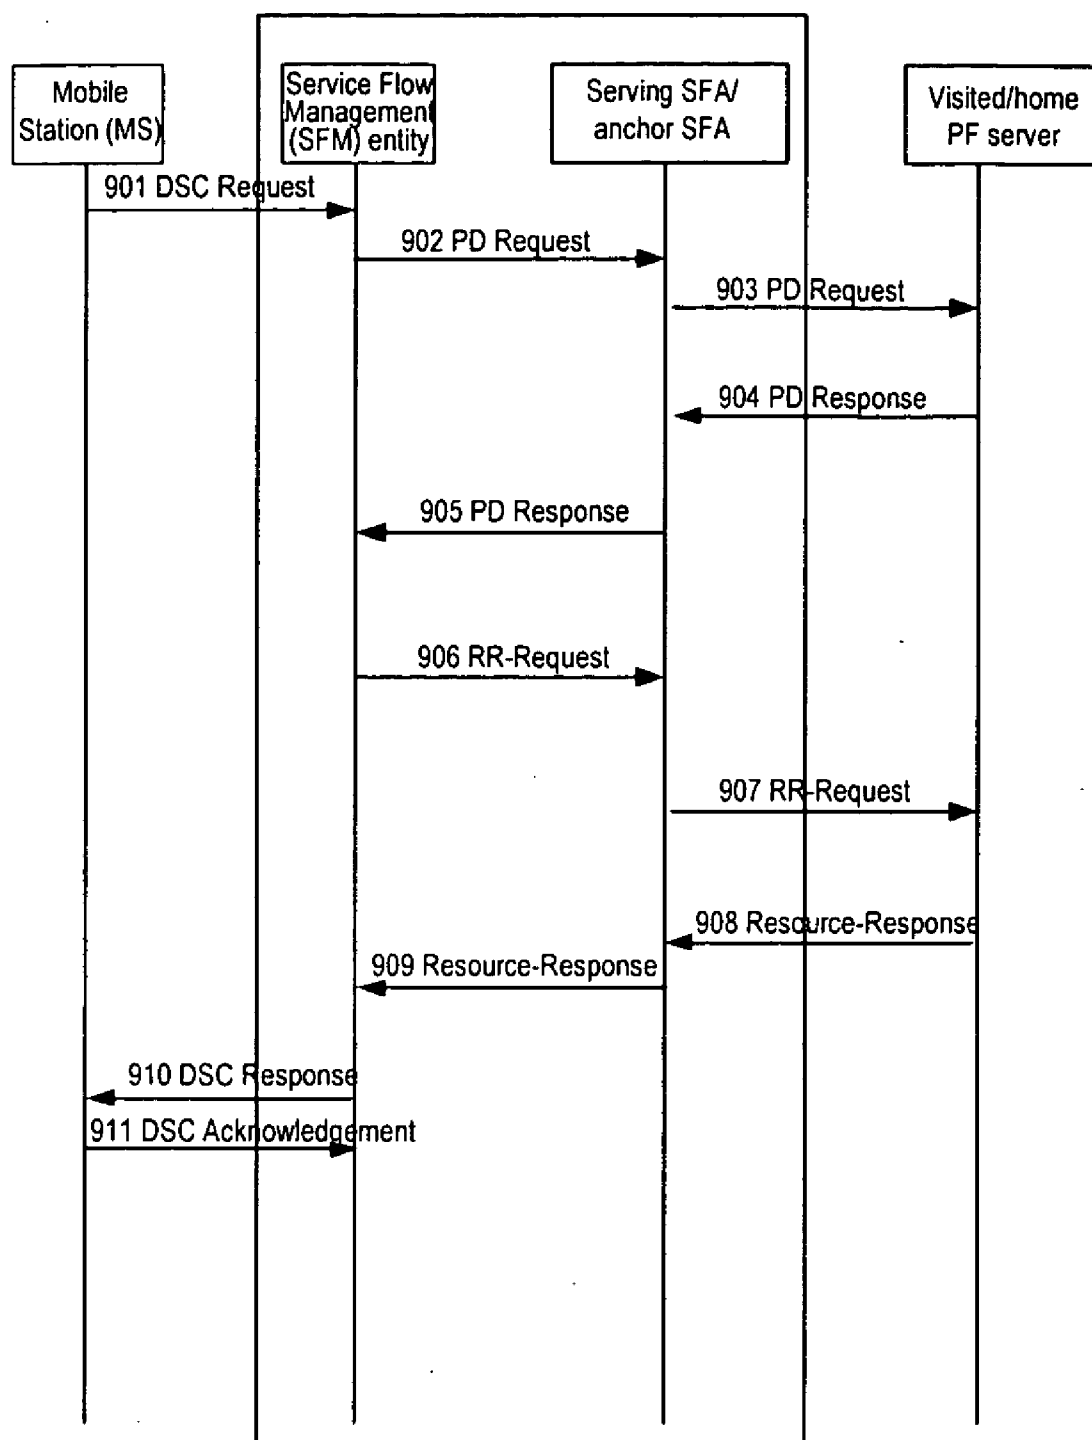 Mobile
Station (MS)
Service Flow
Management
(SFM) entity
Serving SFA/
anchor SFA
Visited/home
PF server
901 DSC Request
902 PD Request
903 PD Request
904 PD Response
905 PD Response
906 RR-Request
907 RR-Request
908 Resource-Response
909 Resource-Response
910 DSC Response
911 DSC Acknowledgement